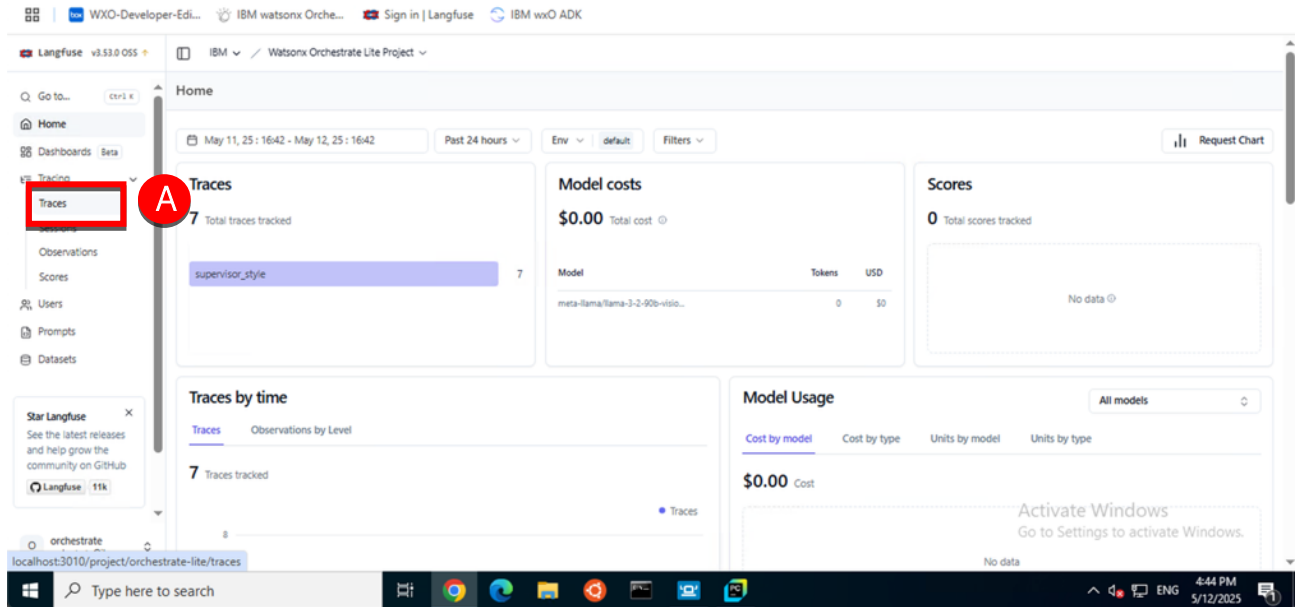 WXO-Developer-Edi...
IBM watsonx Orche...
Sign in | Langfuse
IBM wxO ADK
Langfuse v3.53.0 OSS
IBM / Watsonx Orchestrate Lite Project
Go to... Ctrl K
Home
Home
Dashboards Beta
Tracing
Traces
A
Sessions
Observations
Scores
Users
Prompts
Datasets
Star Langfuse
See the latest releases
and help grow the
community on GitHub
Langfuse 11k
orchestrate
localhost:3010/project/orchestrate-lite/traces
May 11, 25 : 16:42 - May 12, 25 : 16:42
Past 24 hours
Env default
Filters
Request Chart
Traces
7 Total traces tracked
supervisor_style 7
Model costs
$0.00 Total cost
Model Tokens USD
meta-llama/llama-3-2-90b-visio... 0 $0
Scores
0 Total scores tracked
No data
Traces by time
Traces Observations by Level
7 Traces tracked
Traces
8
Model Usage
All models
Cost by model Cost by type Units by model Units by type
$0.00 Cost
No data
Activate Windows
Go to Settings to activate Windows.
Type here to search
PC
ENG
4:44 PM
5/12/2025
1